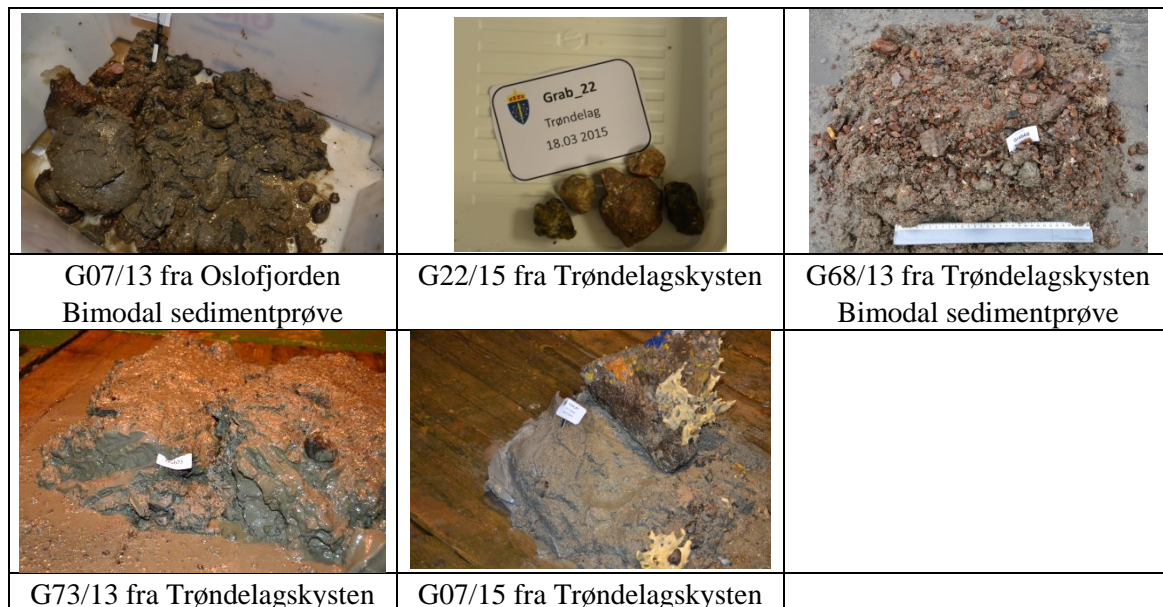 Grab_22
Trøndelag
18.03 2015
G07/13 fra Oslofjorden
Bimodal sedimentprøve
G22/15 fra Trøndelagskysten
G68/13 fra Trøndelagskysten
Bimodal sedimentprøve
G73/13 fra Trøndelagskysten
G07/15 fra Trøndelagskysten